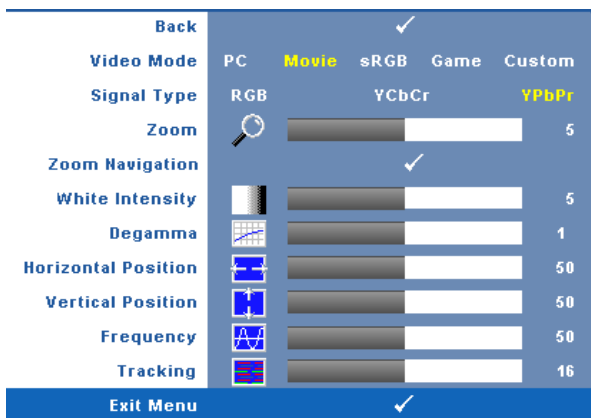 Back
Video Mode PC Movie sRGB Game Custom
Signal Type RGB YCbCr YPbPr
Zoom 5
Zoom Navigation
White Intensity 5
Degamma 1
Horizontal Position 50
Vertical Position 50
Frequency 50
Tracking 16
Exit Menu